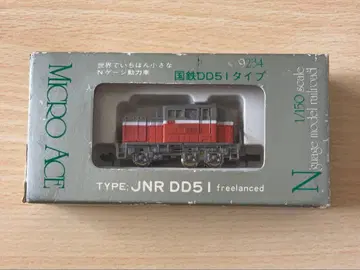 MICRO ACE
世界でいちばん小さな
Nゲージ動力車
国鉄DD51タイプ
TYPE: JNR DD51 freelanced
N
gauge model railroad
1/150 scale